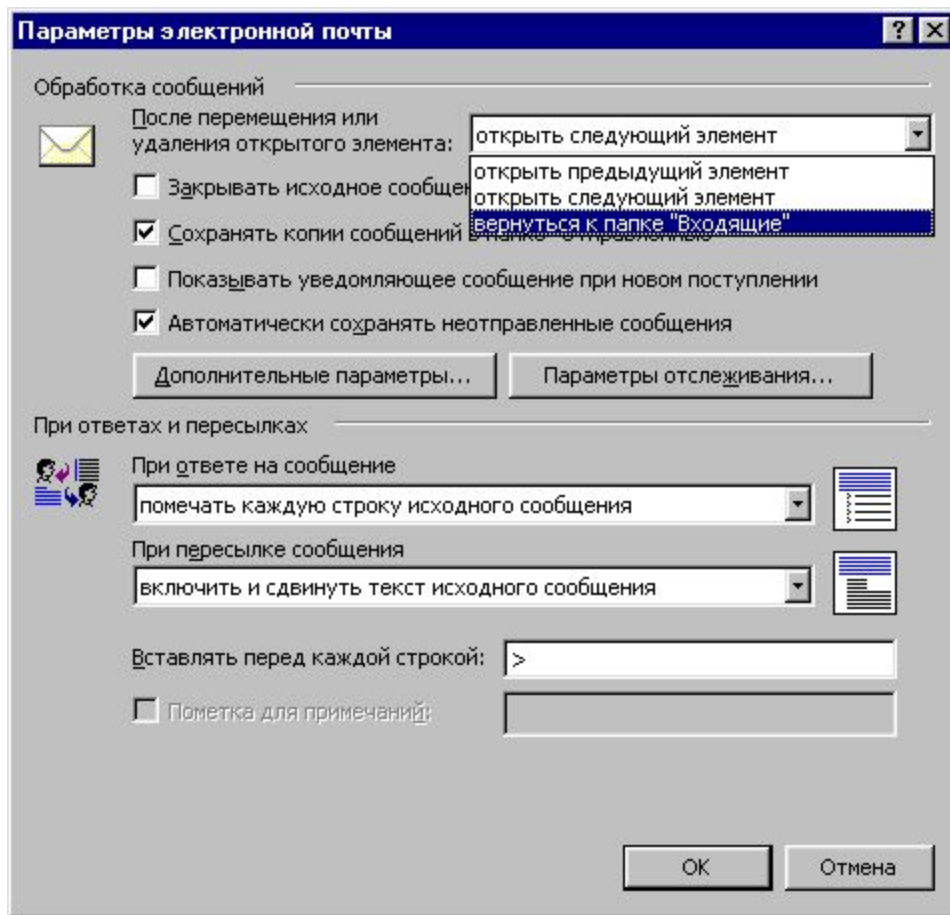 Параметры электронной почты
Обработка сообщений
После перемещения или
удаления открытого элемента:
открыть следующий элемент
открыть предыдущий элемент
открыть следующий элемент
вернуться к папке "Входящие"
Закрывать исходное
Сохранять копии сообщений в
Показывать уведомляющее сообщение при новом поступлении
Автоматически сохранять неотправленные сообщения
Дополнительные параметры...
Параметры отслеживания...
При ответах и пересылках
При ответе на сообщение
помечать каждую строку исходного сообщения
При пересылке сообщения
включить и сдвинуть текст исходного сообщения
Вставлять перед каждой строкой:
>
Пометка для примечаний:
OK
Отмена